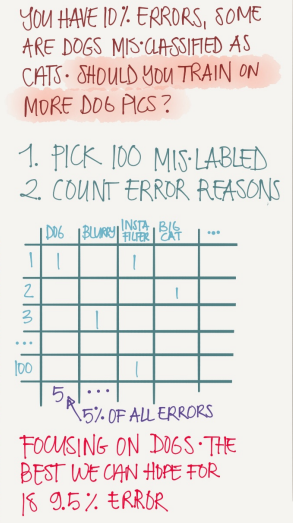 YOU HAVE 10% ERRORS, SOME
ARE DOGS MIS·CLASSIFIED AS
CATS. SHOULD YOU TRAIN ON
MORE DOG PICS?
1. PICK 100 MIS·LABLED
2. COUNT ERROR REASONS
DOG BLURRY INSTA FILTER BIG CAT ...
1 1 1
2 1
3 1
...
100 1
5 ...
5% OF ALL ERRORS
FOCUSING ON DOGS·THE
BEST WE CAN HOPE FOR
IS 9.5% ERROR